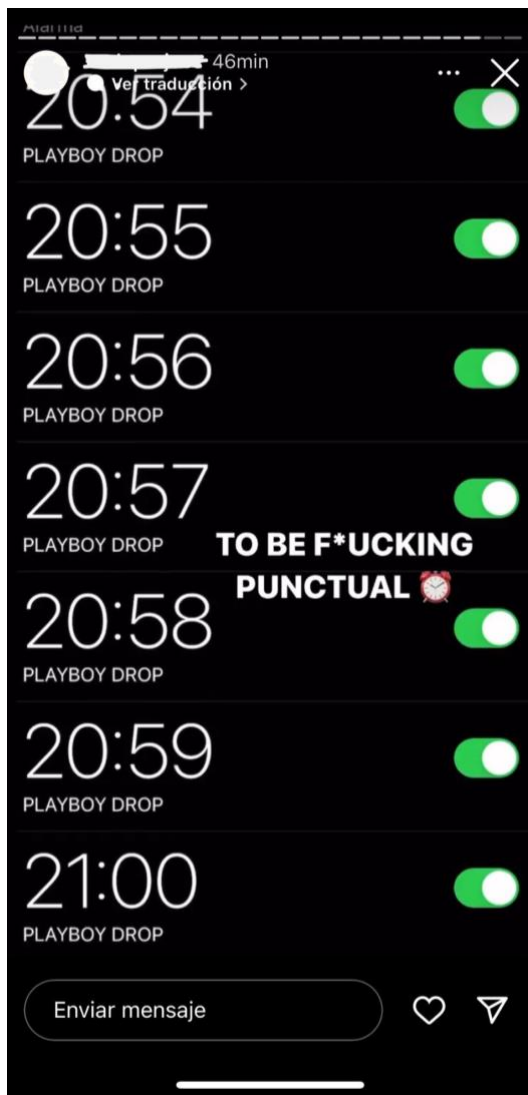 Alarma
46min
Ver traducción >
20:54
PLAYBOY DROP
20:55
PLAYBOY DROP
20:56
PLAYBOY DROP
20:57
PLAYBOY DROP
TO BE F*UCKING
PUNCTUAL ⏰
20:58
PLAYBOY DROP
20:59
PLAYBOY DROP
21:00
PLAYBOY DROP
Enviar mensaje